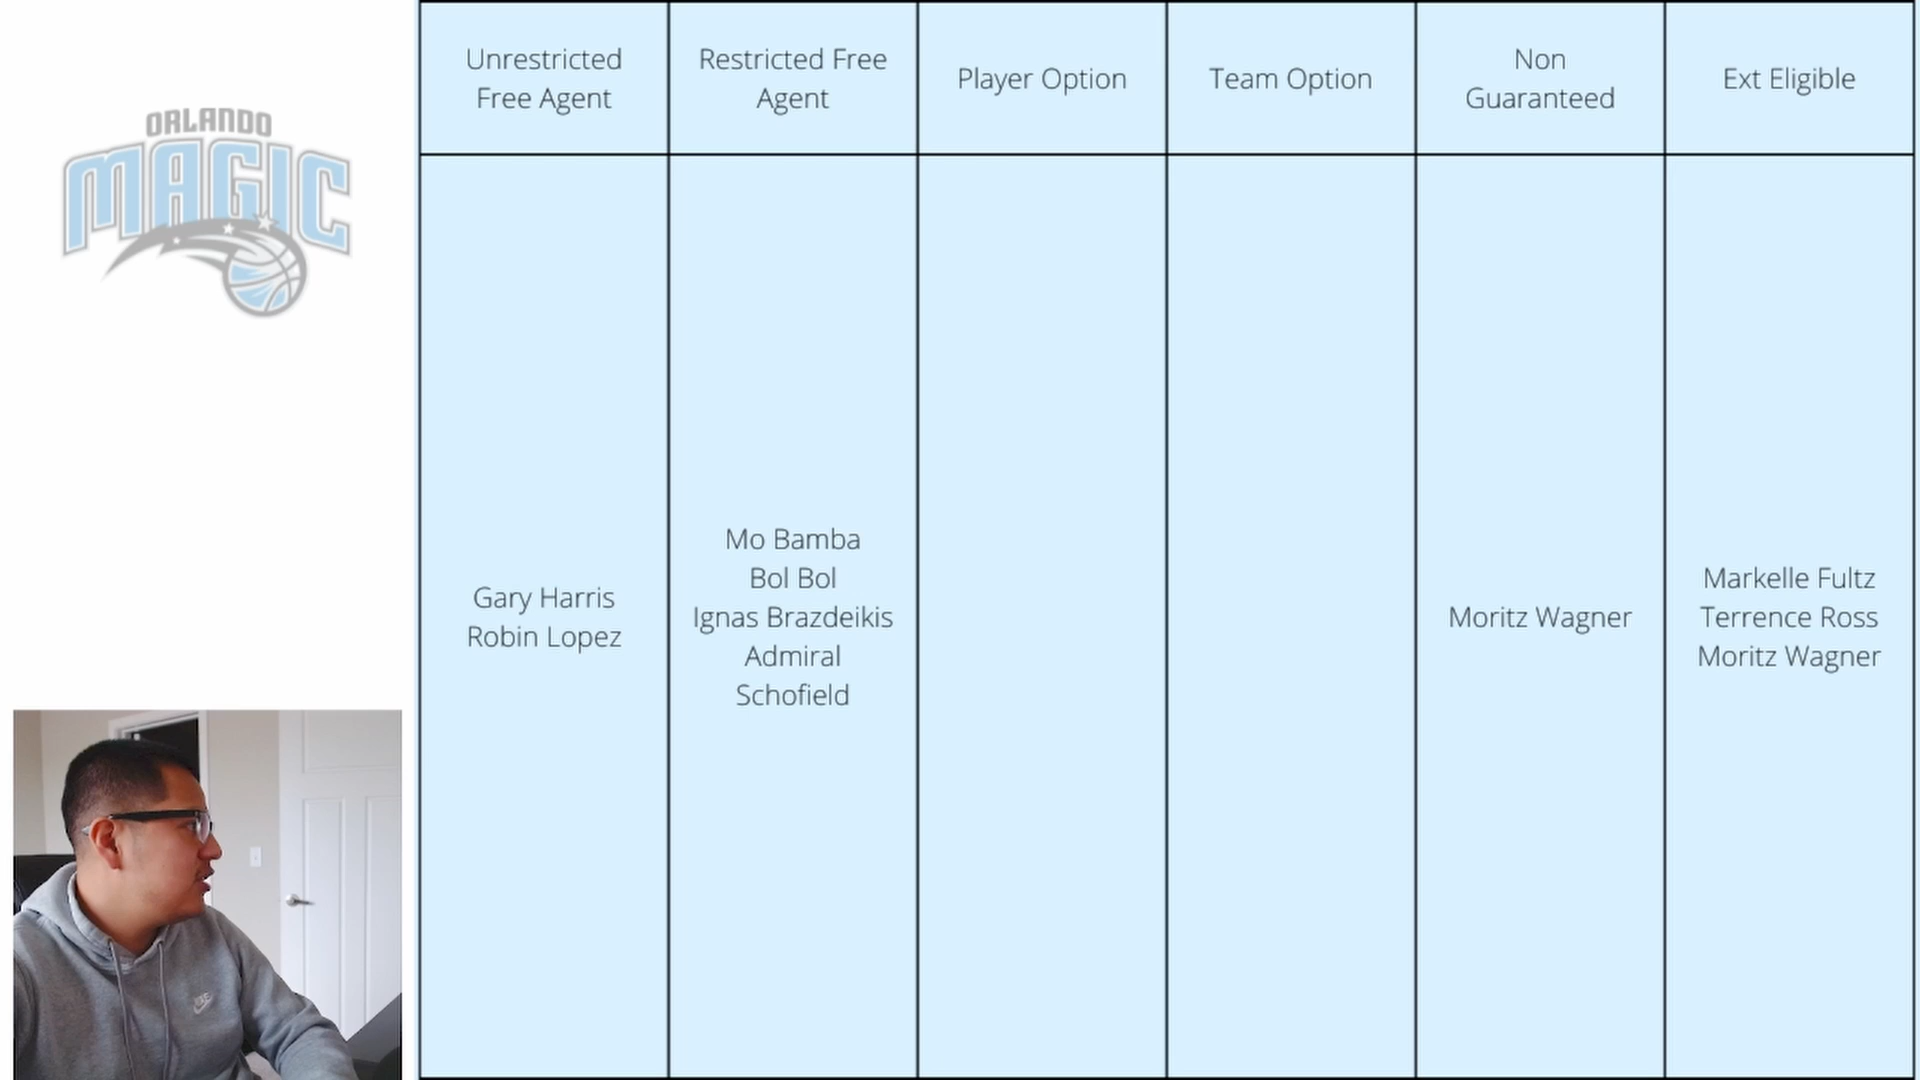 ORLANDO
MAGIC
Unrestricted
Free Agent
Restricted Free
Agent
Player Option
Team Option
Non
Guaranteed
Ext Eligible
Gary Harris
Robin Lopez
Mo Bamba
Bol Bol
Ignas Brazdeikis
Admiral
Schofield
Moritz Wagner
Markelle Fultz
Terrence Ross
Moritz Wagner